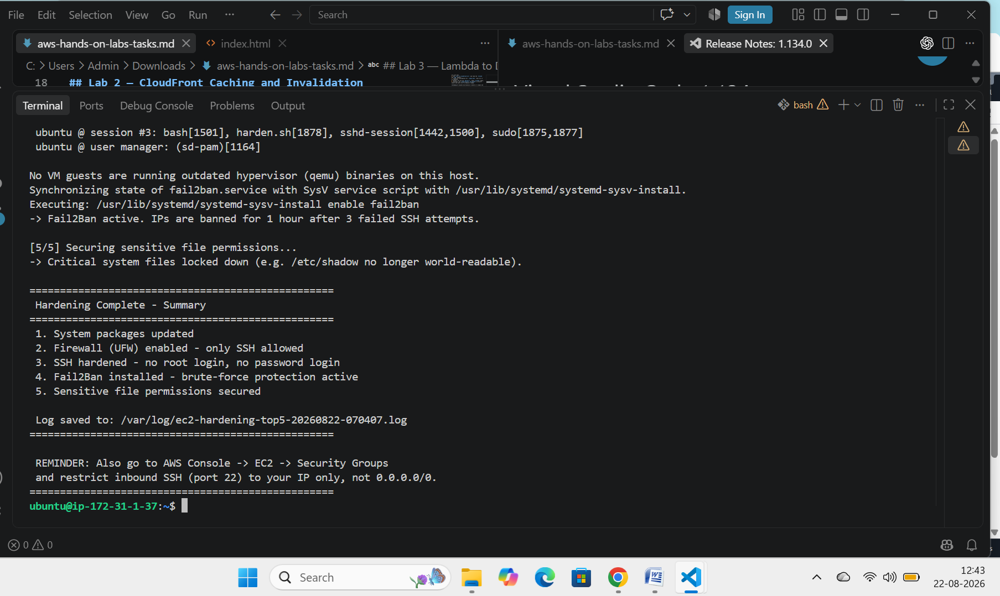 File Edit Selection View Go Run ··· Search Sign In
aws-hands-on-labs-tasks.md index.html ··· aws-hands-on-labs-tasks.md Release Notes: 1.134.0 ···
C: > Users > Admin > Downloads > aws-hands-on-labs-tasks.md > abc ## Lab 3 — Lambda to
18 ## Lab 2 — CloudFront Caching and Invalidation
Terminal Ports Debug Console Problems Output bash ···
ubuntu @ session #3: bash[1501], harden.sh[1878], sshd-session[1442,1500], sudo[1875,1877]
ubuntu @ user manager: (sd-pam)[1164]
No VM guests are running outdated hypervisor (qemu) binaries on this host.
Synchronizing state of fail2ban.service with SysV service script with /usr/lib/systemd/systemd-sysv-install.
Executing: /usr/lib/systemd/systemd-sysv-install enable fail2ban
-> Fail2Ban active. IPs are banned for 1 hour after 3 failed SSH attempts.
[5/5] Securing sensitive file permissions...
-> Critical system files locked down (e.g. /etc/shadow no longer world-readable).
==================================================
Hardening Complete - Summary
==================================================
1. System packages updated
2. Firewall (UFW) enabled - only SSH allowed
3. SSH hardened - no root login, no password login
4. Fail2Ban installed - brute-force protection active
5. Sensitive file permissions secured
Log saved to: /var/log/ec2-hardening-top5-20260822-070407.log
==================================================
REMINDER: Also go to AWS Console -> EC2 -> Security Groups
and restrict inbound SSH (port 22) to your IP only, not 0.0.0.0/0.
==================================================
ubuntu@ip-172-31-1-37:~$
0 0
Search
12:43
22-08-2026